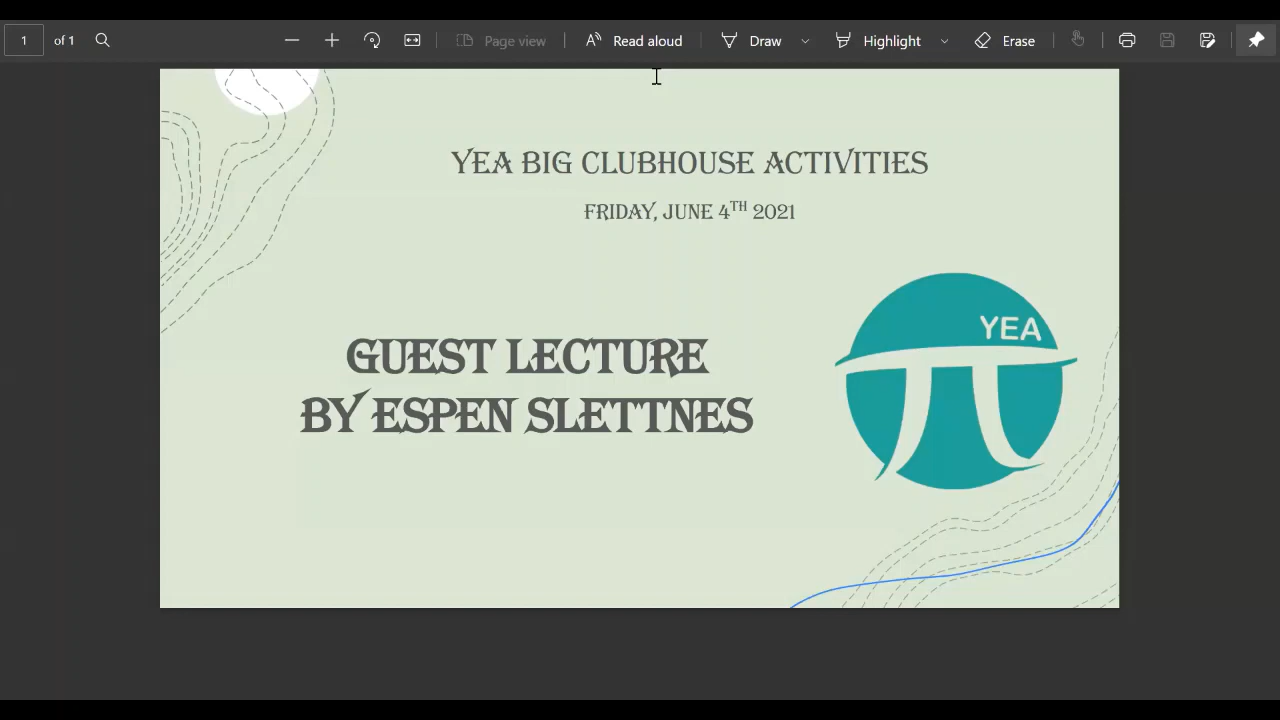 1 of 1 Page view Read aloud Draw Highlight Erase
YEA BIG CLUBHOUSE ACTIVITIES
FRIDAY, JUNE 4TH 2021
YEA
GUEST LECTURE
BY ESPEN SLETTNES